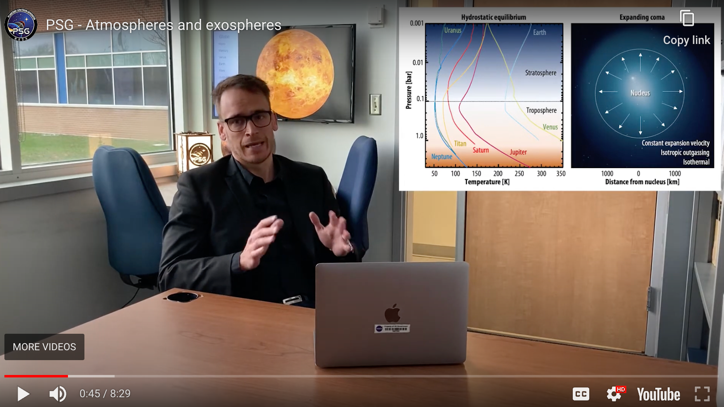 PSG
PSG - Atmospheres and exospheres
Copy link
Hydrostatic equilibrium
Pressure [bar]
0.001
0.01
0.1
1.0
Uranus
Earth
Stratosphere
Troposphere
Venus
Titan
Saturn
Jupiter
Neptune
50 100 150 200 250 300 350
Temperature [K]
Expanding coma
Nucleus
Constant expansion velocity
Isotropic outgassing
Isothermal
1000 0 1000
Distance from nucleus [km]
MORE VIDEOS
0:45 / 8:29
CC
HD
YouTube